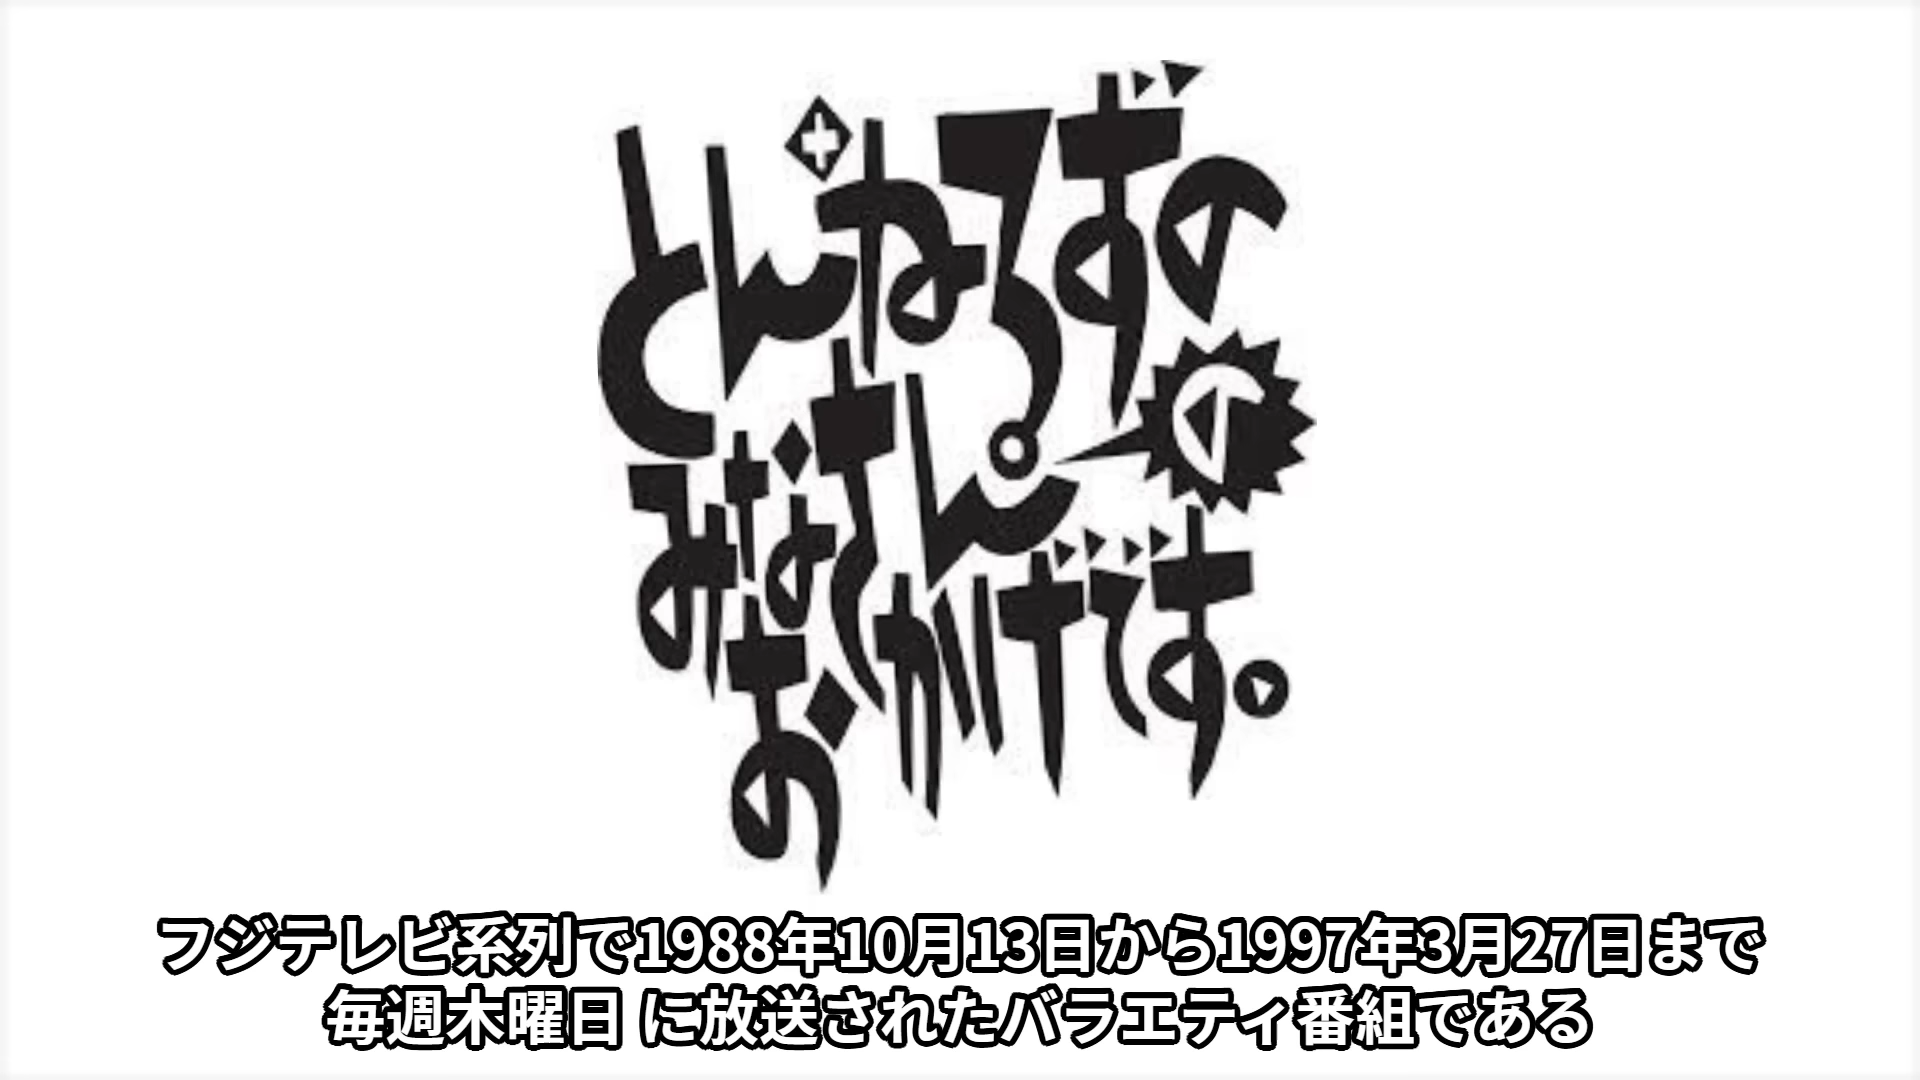 とんねるずの
みなさんの
おかげです。
フジテレビ系列で1988年10月13日から1997年3月27日まで
毎週木曜日 に放送されたバラエティ番組である